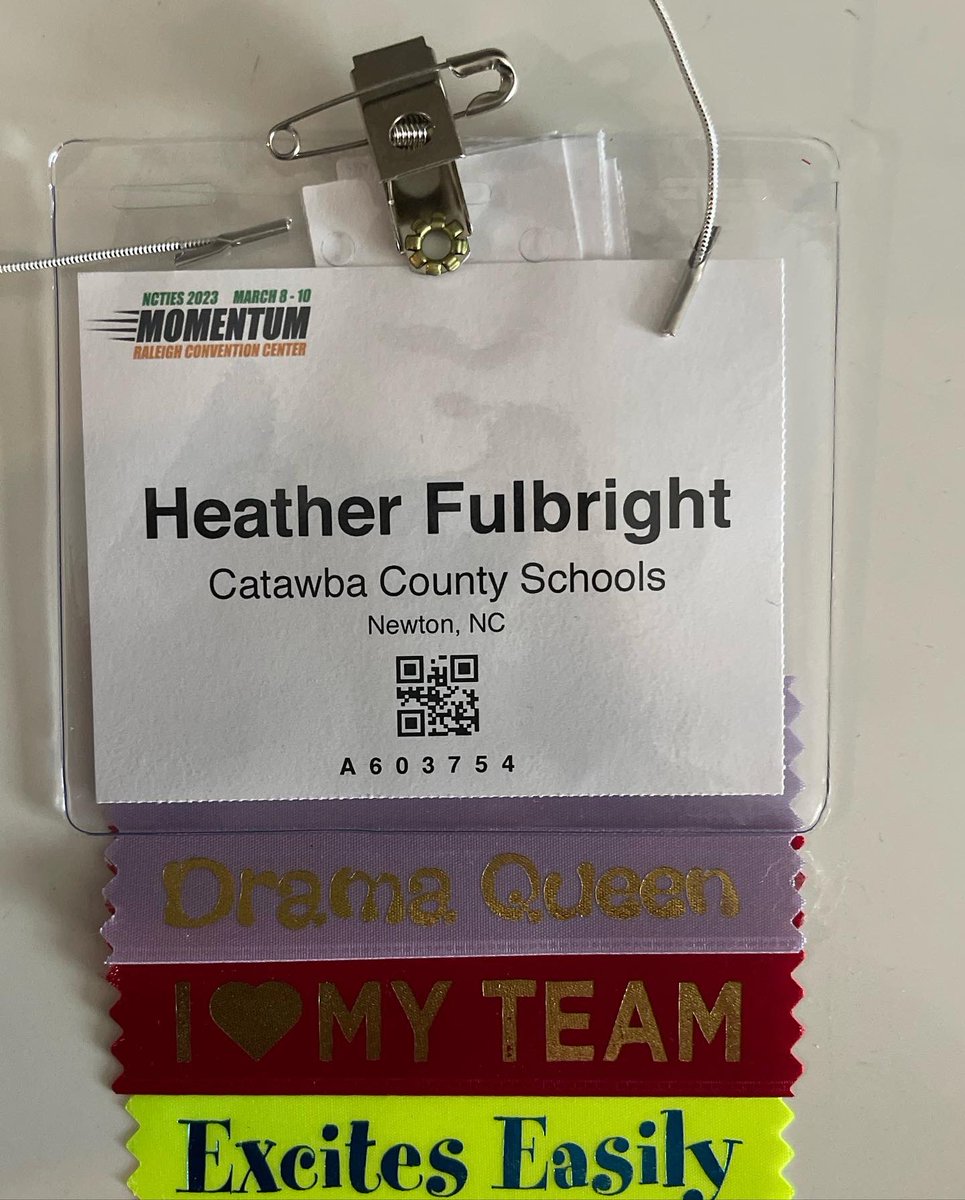 NCTIES 2023 MARCH 8 - 10
MOMENTUM
RALEIGH CONVENTION CENTER
Heather Fulbright
Catawba County Schools
Newton, NC
A603754
Drama Queen
I ♥ MY TEAM
Excites Easily